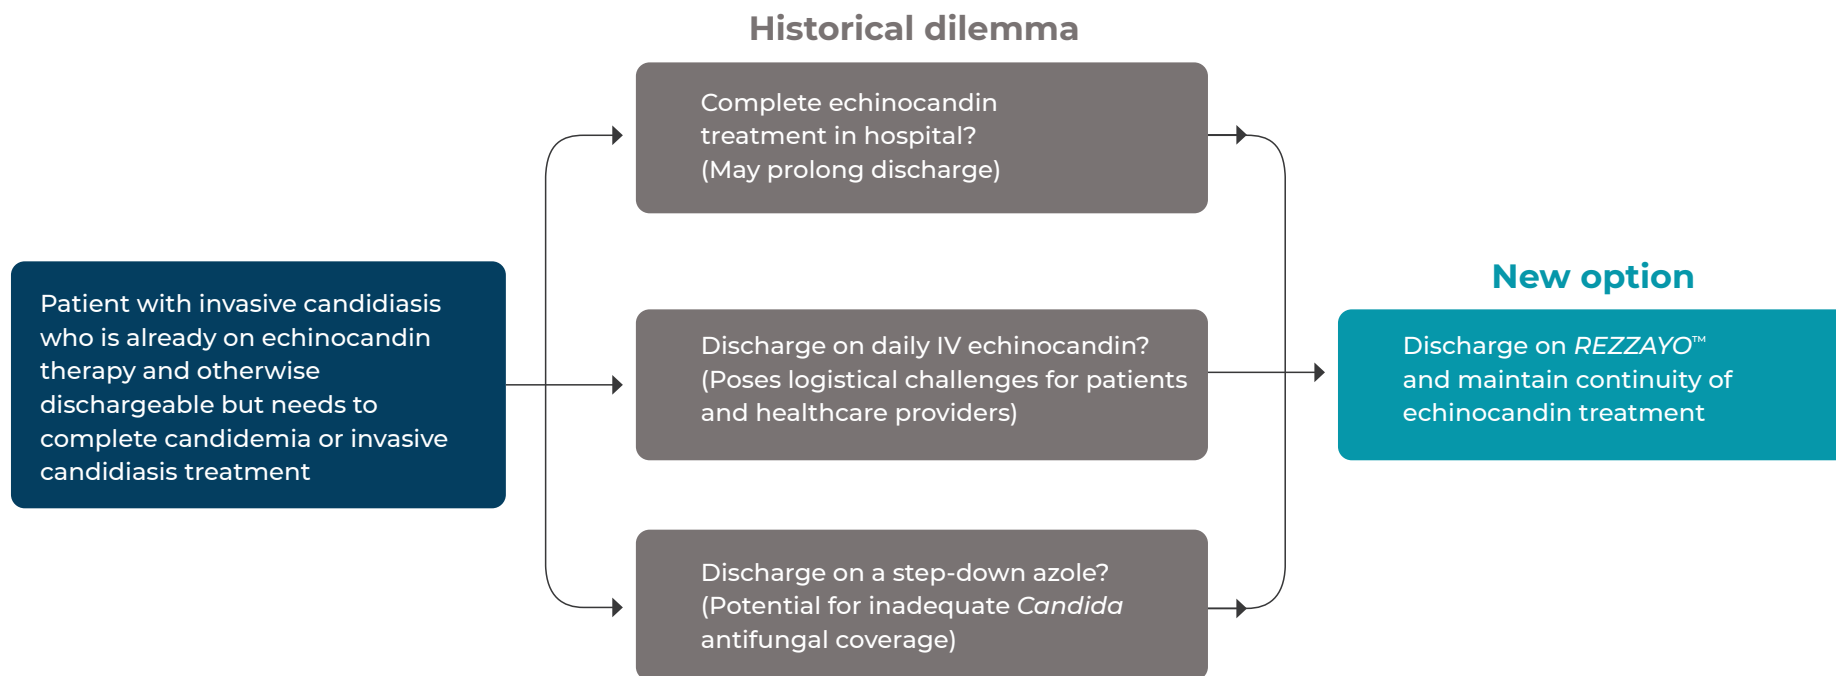 Historical dilemma
Complete echinocandin
treatment in hospital?
(May prolong discharge)
Patient with invasive candidiasis
who is already on echinocandin
therapy and otherwise
dischargeable but needs to
complete candidemia or invasive
candidiasis treatment
Discharge on daily IV echinocandin?
(Poses logistical challenges for patients
and healthcare providers)
Discharge on a step-down azole?
(Potential for inadequate Candida
antifungal coverage)
New option
Discharge on REZZAYO™
and maintain continuity of
echinocandin treatment